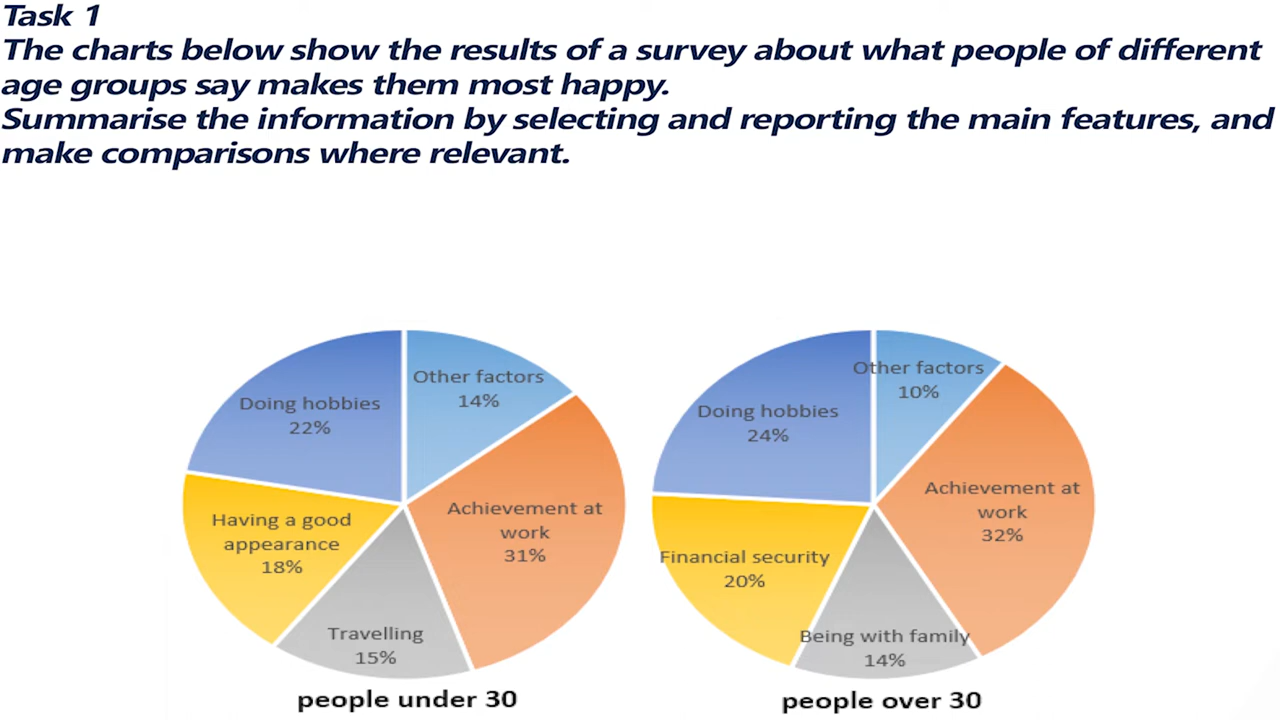 Task 1
The charts below show the results of a survey about what people of different
age groups say makes them most happy.
Summarise the information by selecting and reporting the main features, and
make comparisons where relevant.
Other factors
14%
Doing hobbies
22%
Achievement at
work
31%
Having a good
appearance
18%
Travelling
15%
people under 30
Other factors
10%
Doing hobbies
24%
Achievement at
work
32%
Financial security
20%
Being with family
14%
people over 30